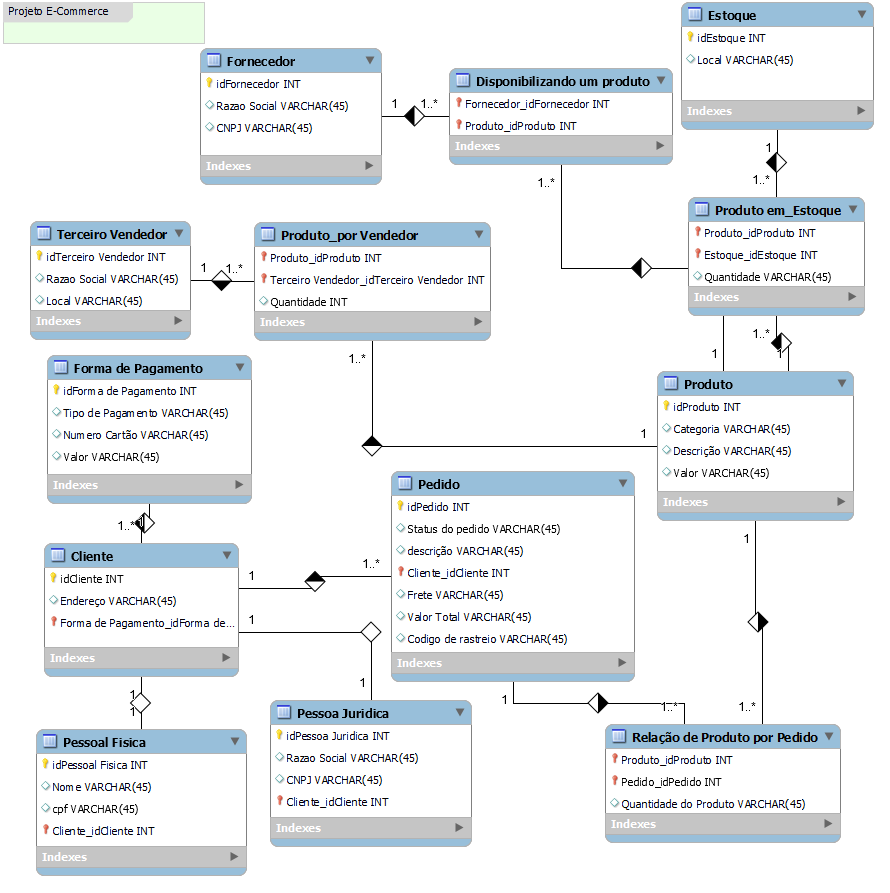 Projeto E-Commerce
Estoque
idEstoque INT
Local VARCHAR(45)
Indexes
Fornecedor
idFornecedor INT
Razao Social VARCHAR(45)
CNPJ VARCHAR(45)
Indexes
1
1..*
Disponibilizando um produto
Fornecedor_idFornecedor INT
Produto_idProduto INT
Indexes
1
1..*
1..*
Produto em_Estoque
Produto_idProduto INT
Estoque_idEstoque INT
Quantidade VARCHAR(45)
Indexes
Terceiro Vendedor
idTerceiro Vendedor INT
Razao Social VARCHAR(45)
Local VARCHAR(45)
Indexes
1
1..*
Produto_por Vendedor
Produto_idProduto INT
Terceiro Vendedor_idTerceiro Vendedor INT
Quantidade INT
Indexes
1..*
1
1..*
1
1
Produto
idProduto INT
Categoria VARCHAR(45)
Descrição VARCHAR(45)
Valor VARCHAR(45)
Indexes
Forma de Pagamento
idForma de Pagamento INT
Tipo de Pagamento VARCHAR(45)
Numero Cartão VARCHAR(45)
Valor VARCHAR(45)
Indexes
1..*
Pedido
idPedido INT
Status do pedido VARCHAR(45)
descrição VARCHAR(45)
Cliente_idCliente INT
Frete VARCHAR(45)
Valor Total VARCHAR(45)
Codigo de rastreio VARCHAR(45)
Indexes
Cliente
idCliente INT
Endereço VARCHAR(45)
Forma de Pagamento_idForma de...
Indexes
1
1..*
1
1
1
1
1
1..*
1
1..*
Pessoal Fisica
idPessoal Fisica INT
Nome VARCHAR(45)
cpf VARCHAR(45)
Cliente_idCliente INT
Indexes
Pessoa Juridica
idPessoa Juridica INT
Razao Social VARCHAR(45)
CNPJ VARCHAR(45)
Cliente_idCliente INT
Indexes
Relação de Produto por Pedido
Produto_idProduto INT
Pedido_idPedido INT
Quantidade do Produto VARCHAR(45)
Indexes